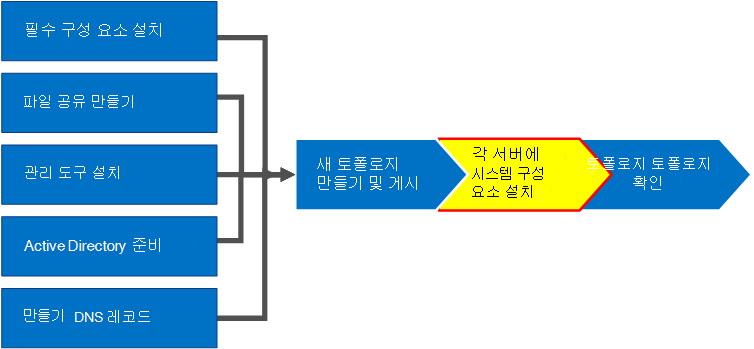 필수 구성 요소 설치
파일 공유 만들기
관리 도구 설치
Active Directory 준비
만들기 DNS 레코드
새 토폴로지
만들기 및 게시
각 서버에
시스템 구성
요소 설치
드폴로지 토폴로지
확인